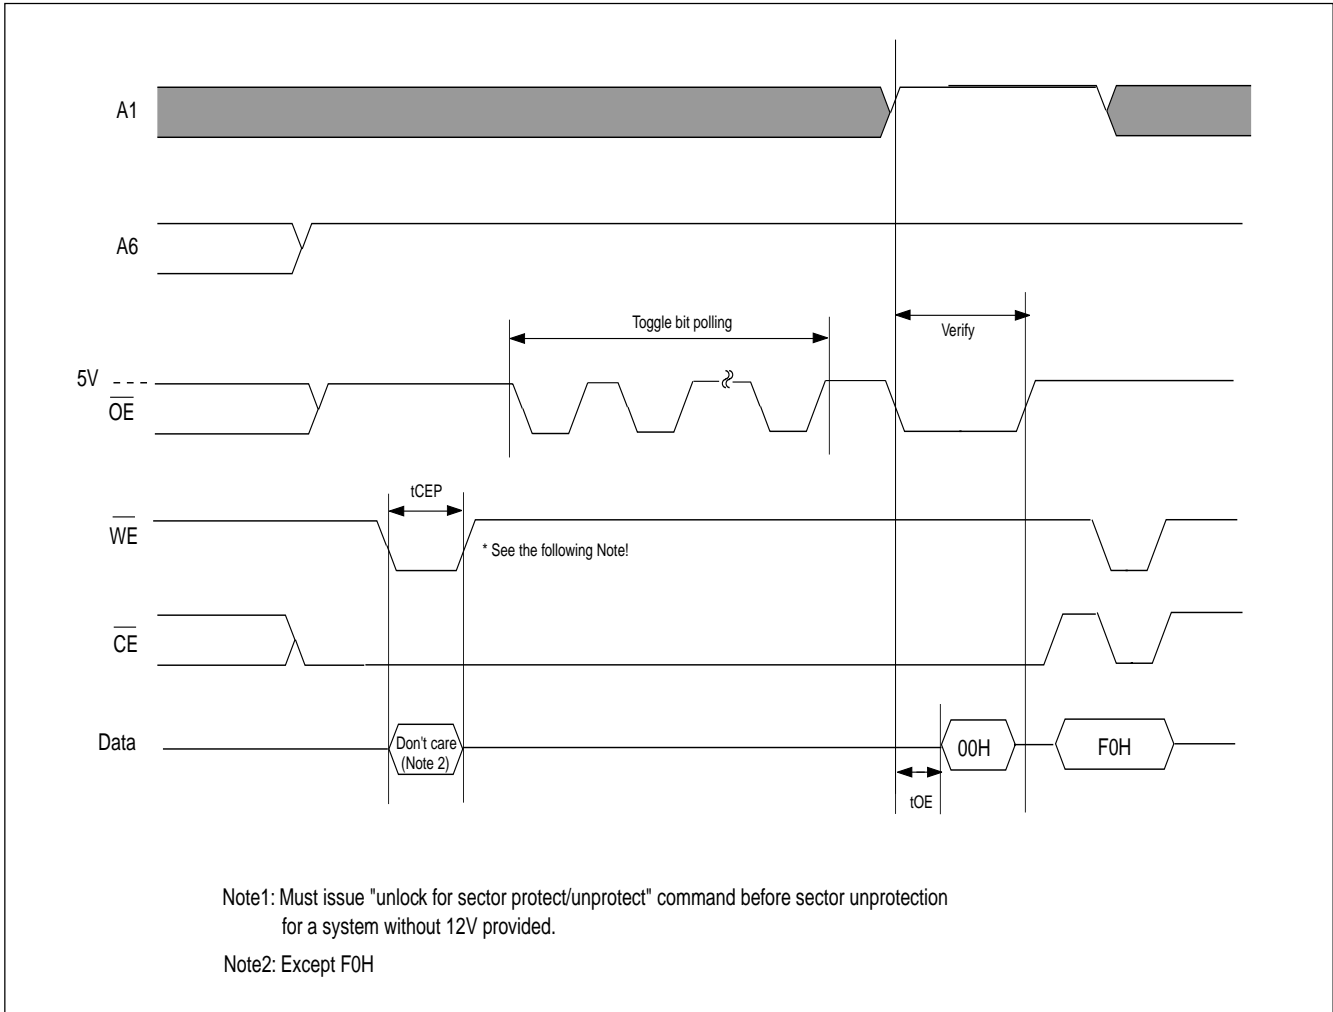 A1
A6
Toggle bit polling
Verify
5V
OE
tCEP
WE
* See the following Note!
CE
Data
Don't care
(Note 2)
00H
F0H
tOE
Note1: Must issue "unlock for sector protect/unprotect" command before sector unprotection
for a system without 12V provided.
Note2: Except F0H